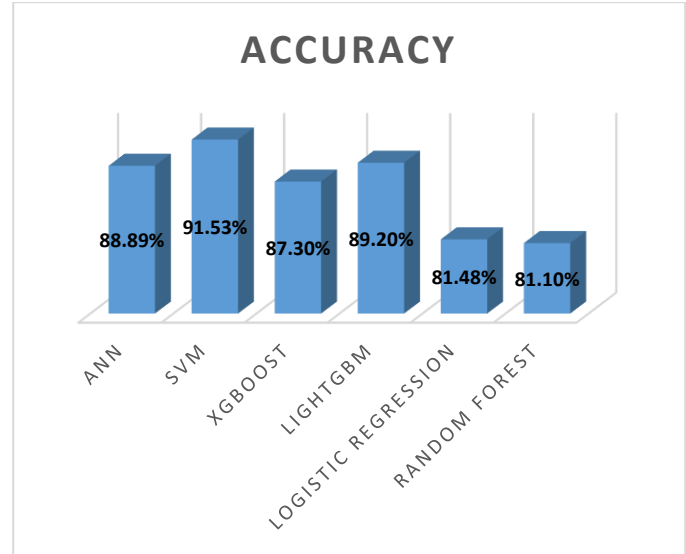 ACCURACY
88.89%
91.53%
87.30%
89.20%
81.48%
81.10%
ANN
SVM
XGBOOST
LIGHTGBM
LOGISTIC REGRESSION
RANDOM FOREST